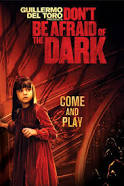 GUILLERMO
DEL TORO
DON'T
BE AFRAID OF
THE DARK
COME
AND PLAY